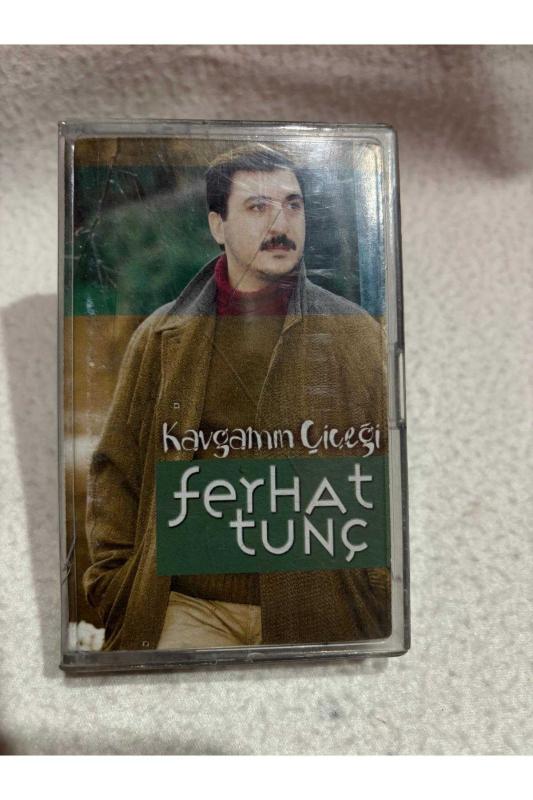 Kavgamın Çiçeği
ferHAt
tUNÇ